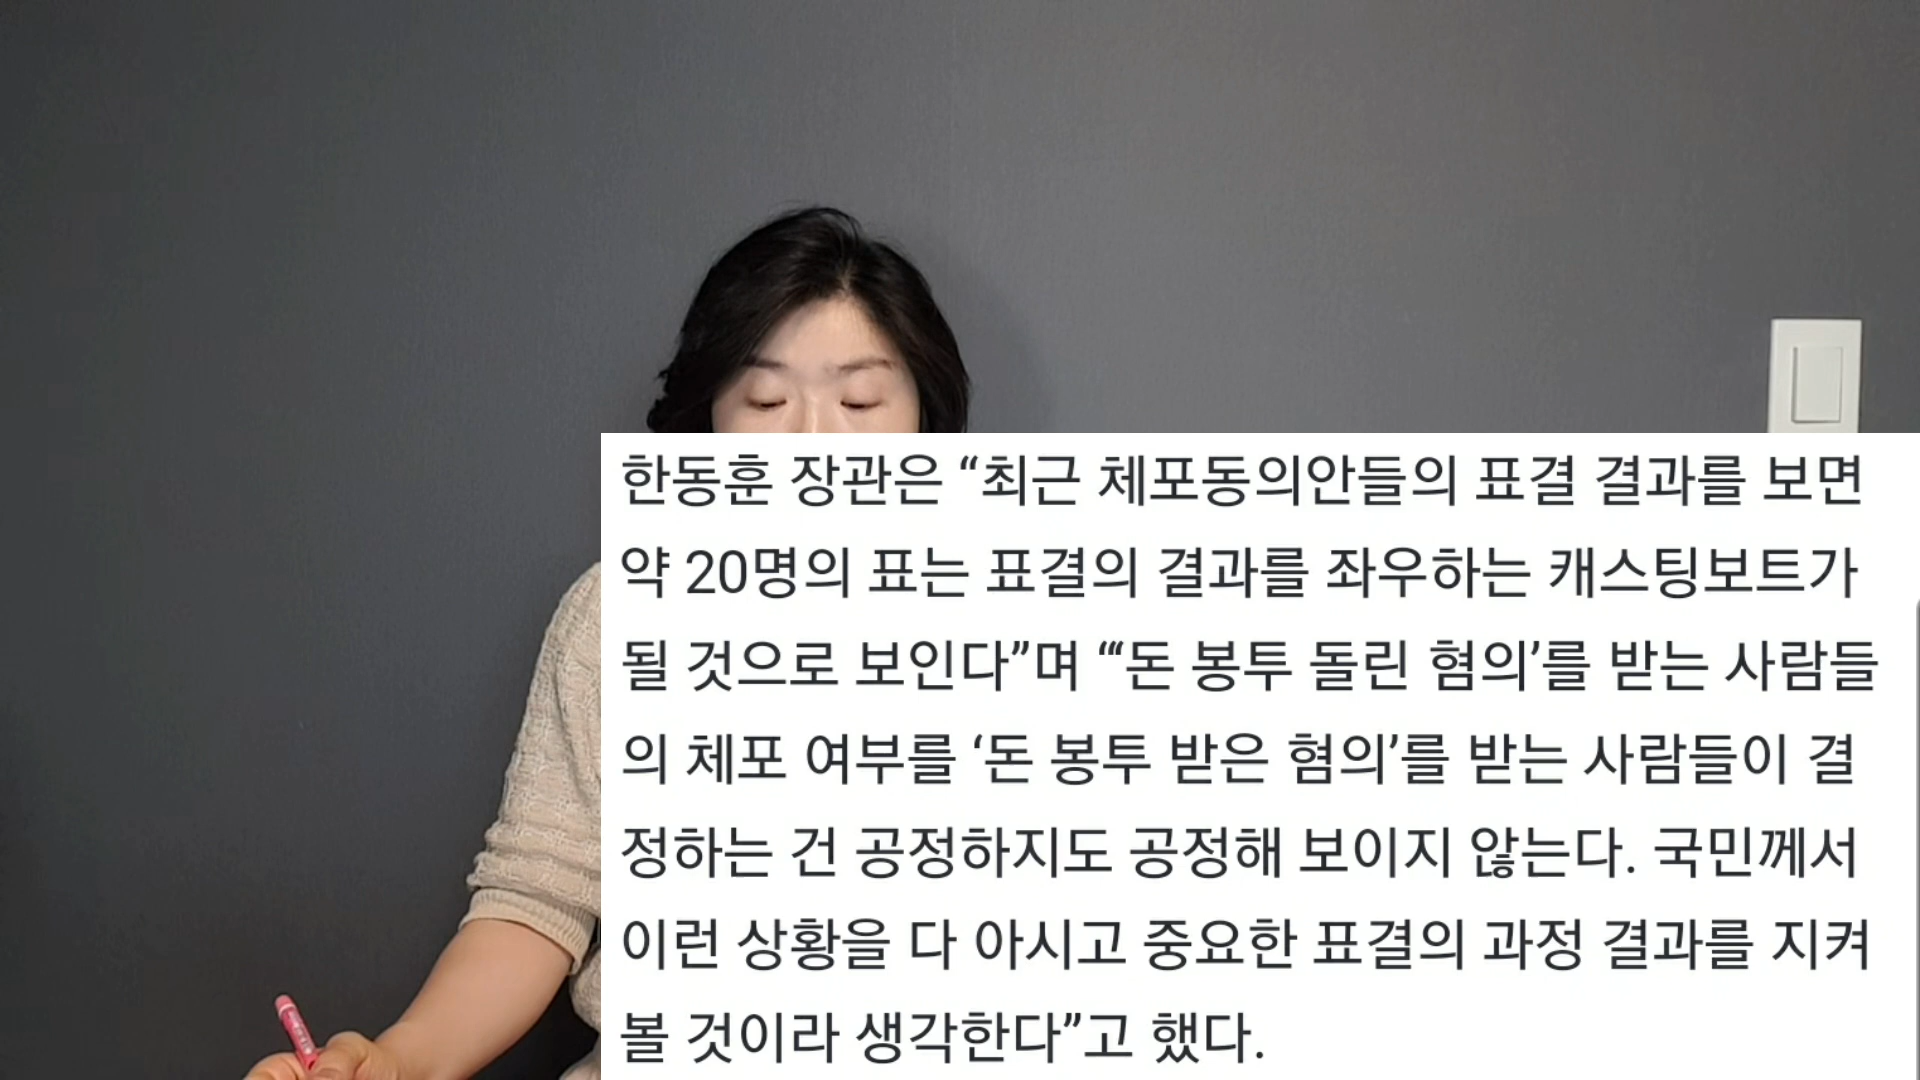 한동훈 장관은 “최근 체포동의안들의 표결 결과를 보면
약 20명의 표는 표결의 결과를 좌우하는 캐스팅보트가
될 것으로 보인다”며 “‘돈 봉투 돌린 혐의’를 받는 사람들
의 체포 여부를 ‘돈 봉투 받은 혐의’를 받는 사람들이 결
정하는 건 공정하지도 공정해 보이지 않는다. 국민께서
이런 상황을 다 아시고 중요한 표결의 과정 결과를 지켜
볼 것이라 생각한다”고 했다.